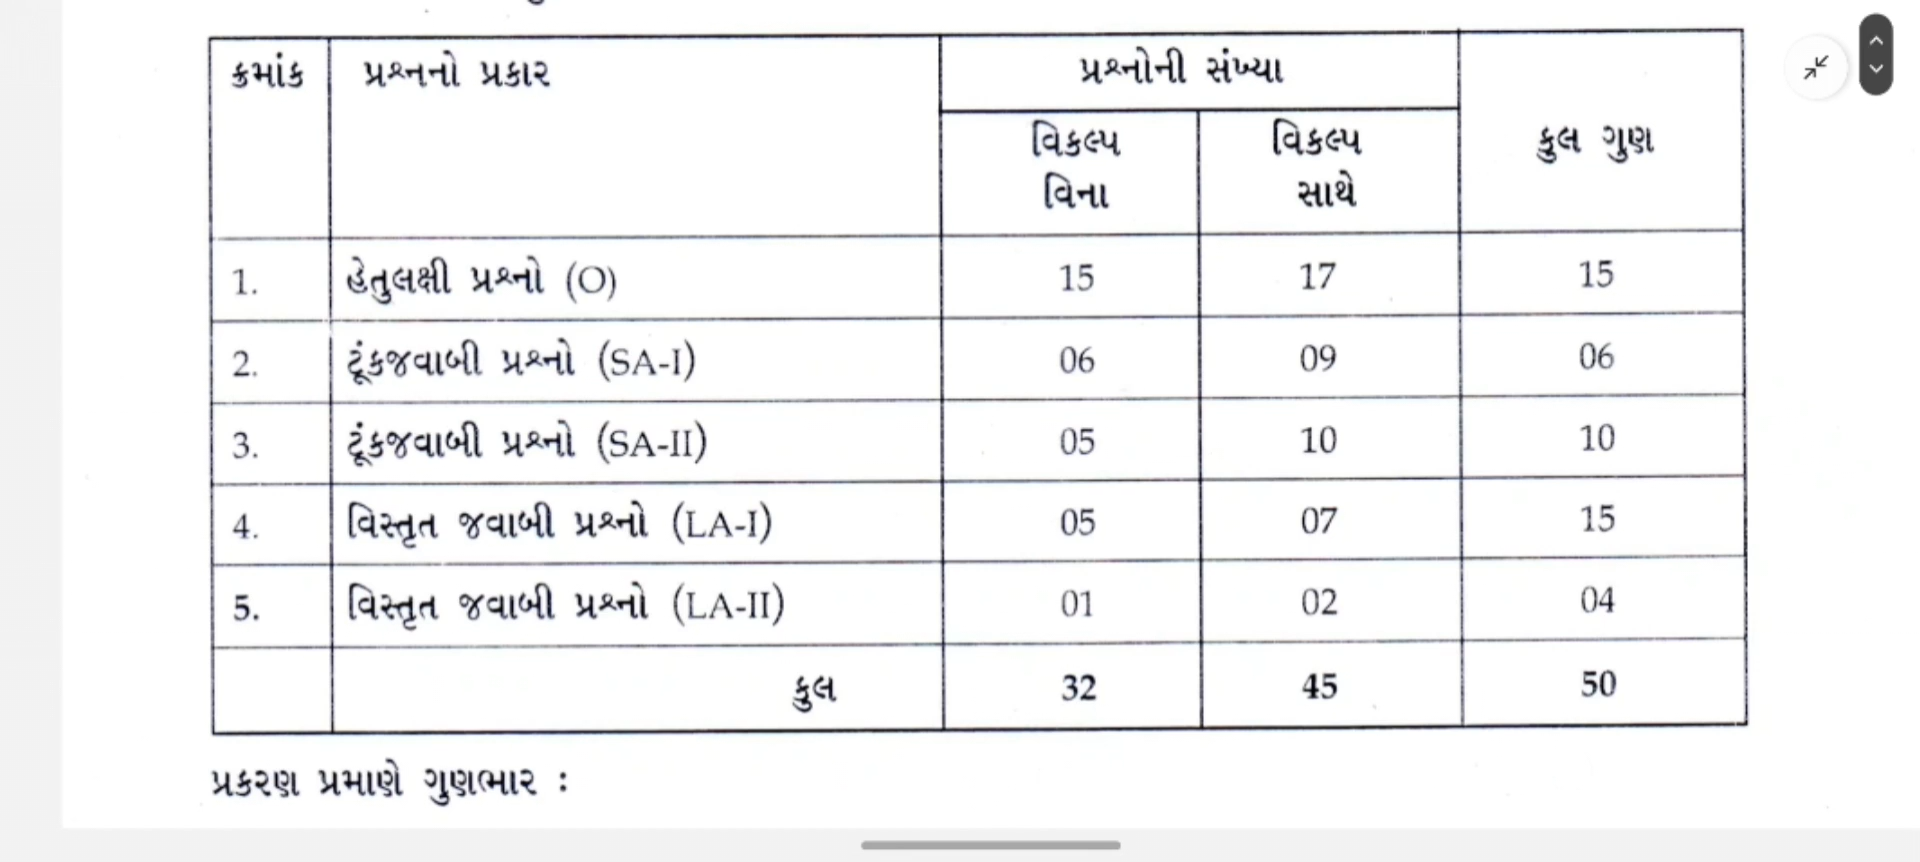 ક્રમાંક પ્રશ્નનો પ્રકાર પ્રશ્નોની સંખ્યા કુલ ગુણ
વિકલ્પ વિના વિકલ્પ સાથે
1. હેતુલક્ષી પ્રશ્નો (O) 15 17 15
2. ટૂંકજવાબી પ્રશ્નો (SA-I) 06 09 06
3. ટૂંકજવાબી પ્રશ્નો (SA-II) 05 10 10
4. વિસ્તૃત જવાબી પ્રશ્નો (LA-I) 05 07 15
5. વિસ્તૃત જવાબી પ્રશ્નો (LA-II) 01 02 04
કુલ 32 45 50
પ્રકરણ પ્રમાણે ગુણભાર :